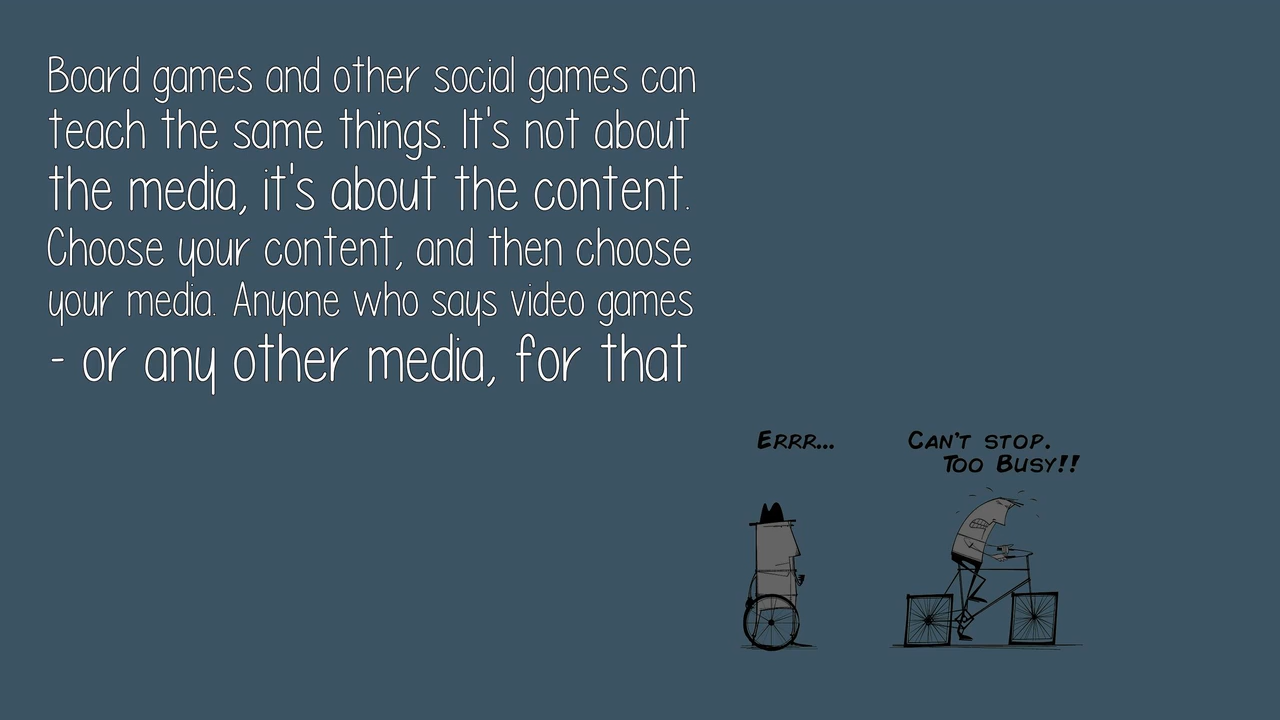 Board games and other social games can
teach the same things. It's not about
the media, it's about the content.
Choose your content, and then choose
your media. Anyone who says video games
- or any other media, for that
ERRR...
CAN'T STOP.
TOO BUSY!!